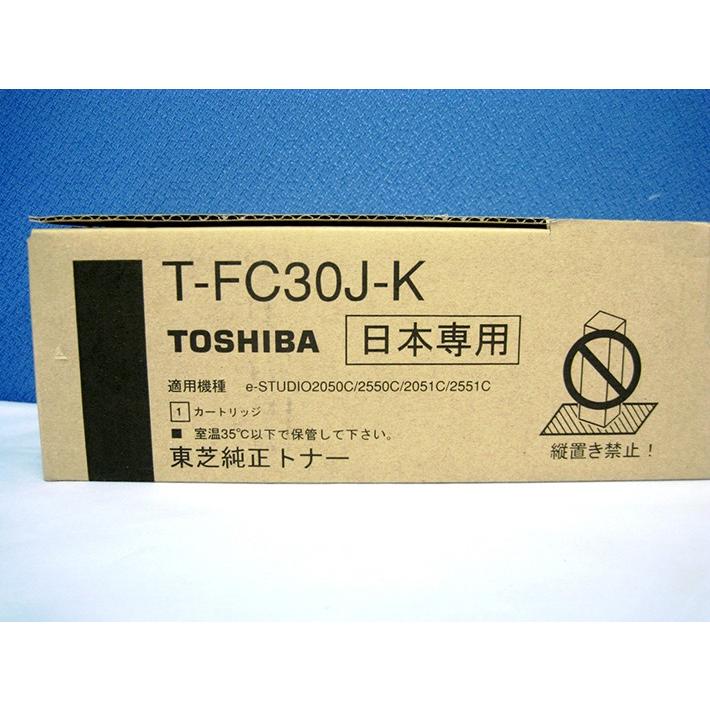 T-FC30J-K
TOSHIBA 日本専用
適用機種 e-STUDIO2050C/2550C/2051C/2551C
1 カートリッジ
■ 室温35℃以下で保管して下さい。
東芝純正トナー
縦置き禁止！